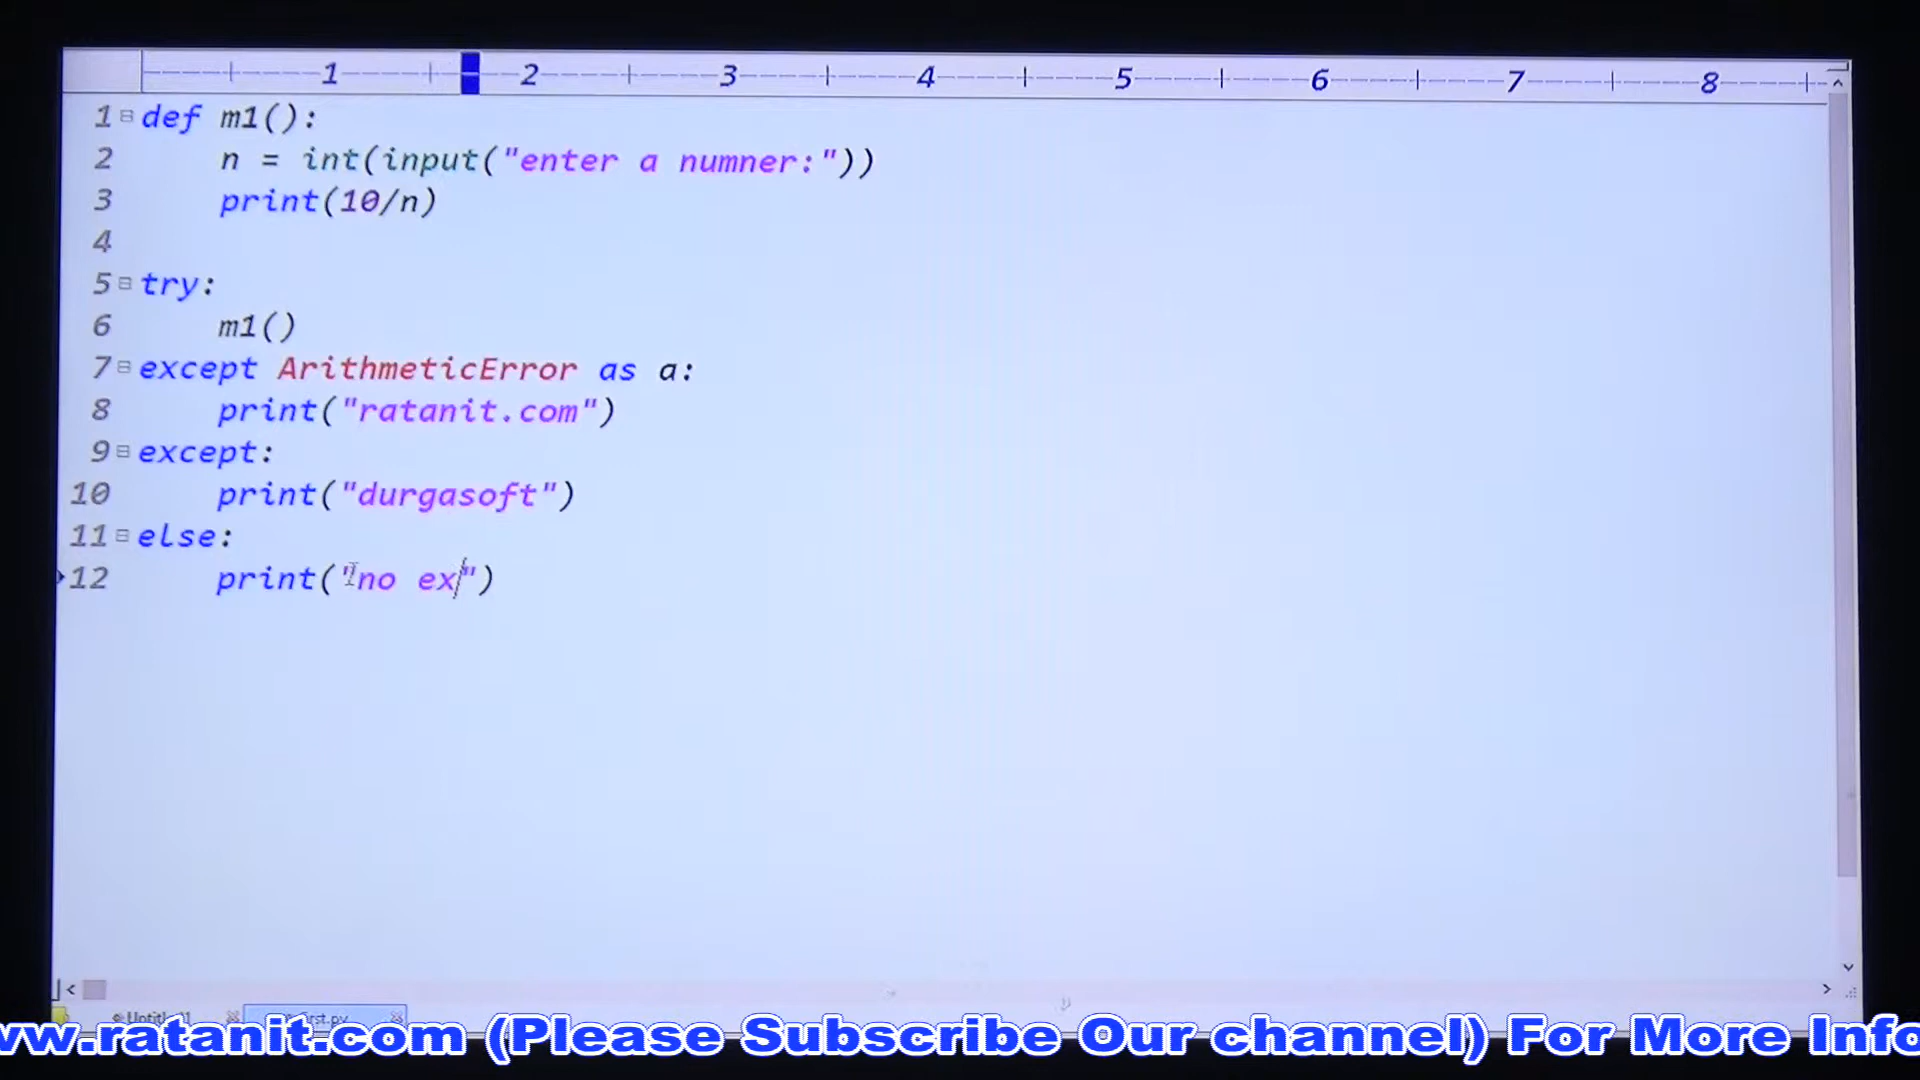 1 2 3 4 5 6 7 8
1 def m1():
2 n = int(input("enter a numner:"))
3 print(10/n)
4
5 try:
6 m1()
7 except ArithmeticError as a:
8 print("ratanit.com")
9 except:
10 print("durgasoft")
11 else:
12 print("no ex")
ww.ratanit.com (Please Subscribe Our channel) For More Info